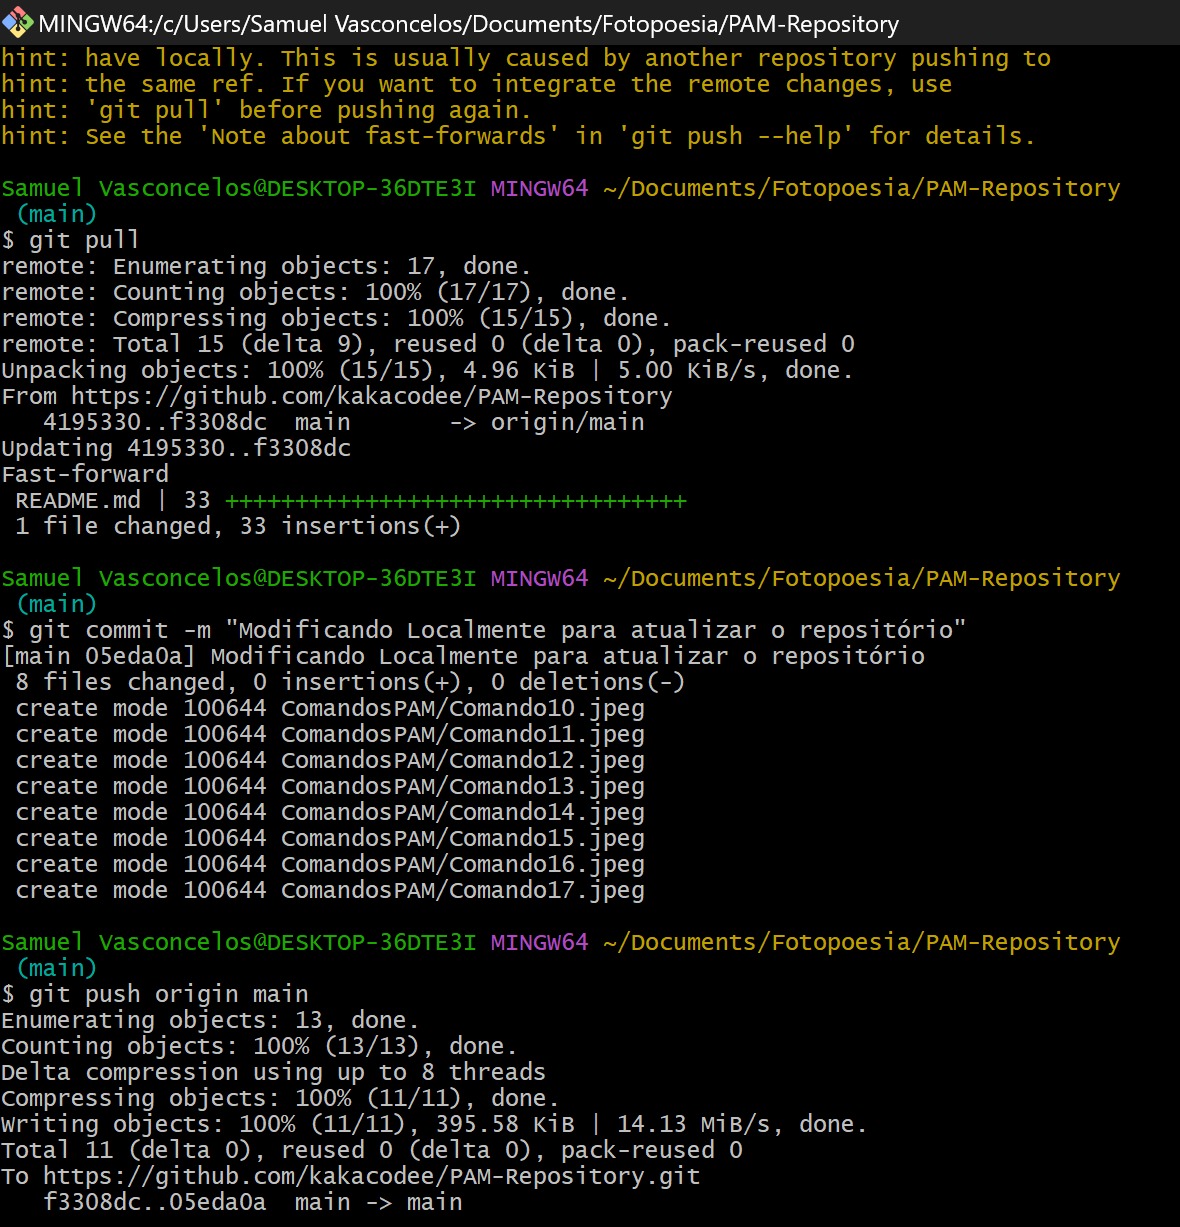 MINGW64:/c/Users/Samuel Vasconcelos/Documents/Fotopoesia/PAM-Repository
hint: have locally. This is usually caused by another repository pushing to
hint: the same ref. If you want to integrate the remote changes, use
hint: 'git pull' before pushing again.
hint: See the 'Note about fast-forwards' in 'git push --help' for details.
Samuel Vasconcelos@DESKTOP-36DTE3I MINGW64 ~/Documents/Fotopoesia/PAM-Repository
(main)
$ git pull
remote: Enumerating objects: 17, done.
remote: Counting objects: 100% (17/17), done.
remote: Compressing objects: 100% (15/15), done.
remote: Total 15 (delta 9), reused 0 (delta 0), pack-reused 0
Unpacking objects: 100% (15/15), 4.96 KiB | 5.00 KiB/s, done.
From https://github.com/kakacodee/PAM-Repository
4195330..f3308dc  main       -> origin/main
Updating 4195330..f3308dc
Fast-forward
README.md | 33 +++++++++++++++++++++++++++++++++
1 file changed, 33 insertions(+)
Samuel Vasconcelos@DESKTOP-36DTE3I MINGW64 ~/Documents/Fotopoesia/PAM-Repository
(main)
$ git commit -m "Modificando Localmente para atualizar o repositório"
[main 05eda0a] Modificando Localmente para atualizar o repositório
8 files changed, 0 insertions(+), 0 deletions(-)
create mode 100644 ComandosPAM/Comando10.jpeg
create mode 100644 ComandosPAM/Comando11.jpeg
create mode 100644 ComandosPAM/Comando12.jpeg
create mode 100644 ComandosPAM/Comando13.jpeg
create mode 100644 ComandosPAM/Comando14.jpeg
create mode 100644 ComandosPAM/Comando15.jpeg
create mode 100644 ComandosPAM/Comando16.jpeg
create mode 100644 ComandosPAM/Comando17.jpeg
Samuel Vasconcelos@DESKTOP-36DTE3I MINGW64 ~/Documents/Fotopoesia/PAM-Repository
(main)
$ git push origin main
Enumerating objects: 13, done.
Counting objects: 100% (13/13), done.
Delta compression using up to 8 threads
Compressing objects: 100% (11/11), done.
Writing objects: 100% (11/11), 395.58 KiB | 14.13 MiB/s, done.
Total 11 (delta 0), reused 0 (delta 0), pack-reused 0
To https://github.com/kakacodee/PAM-Repository.git
f3308dc..05eda0a  main -> main